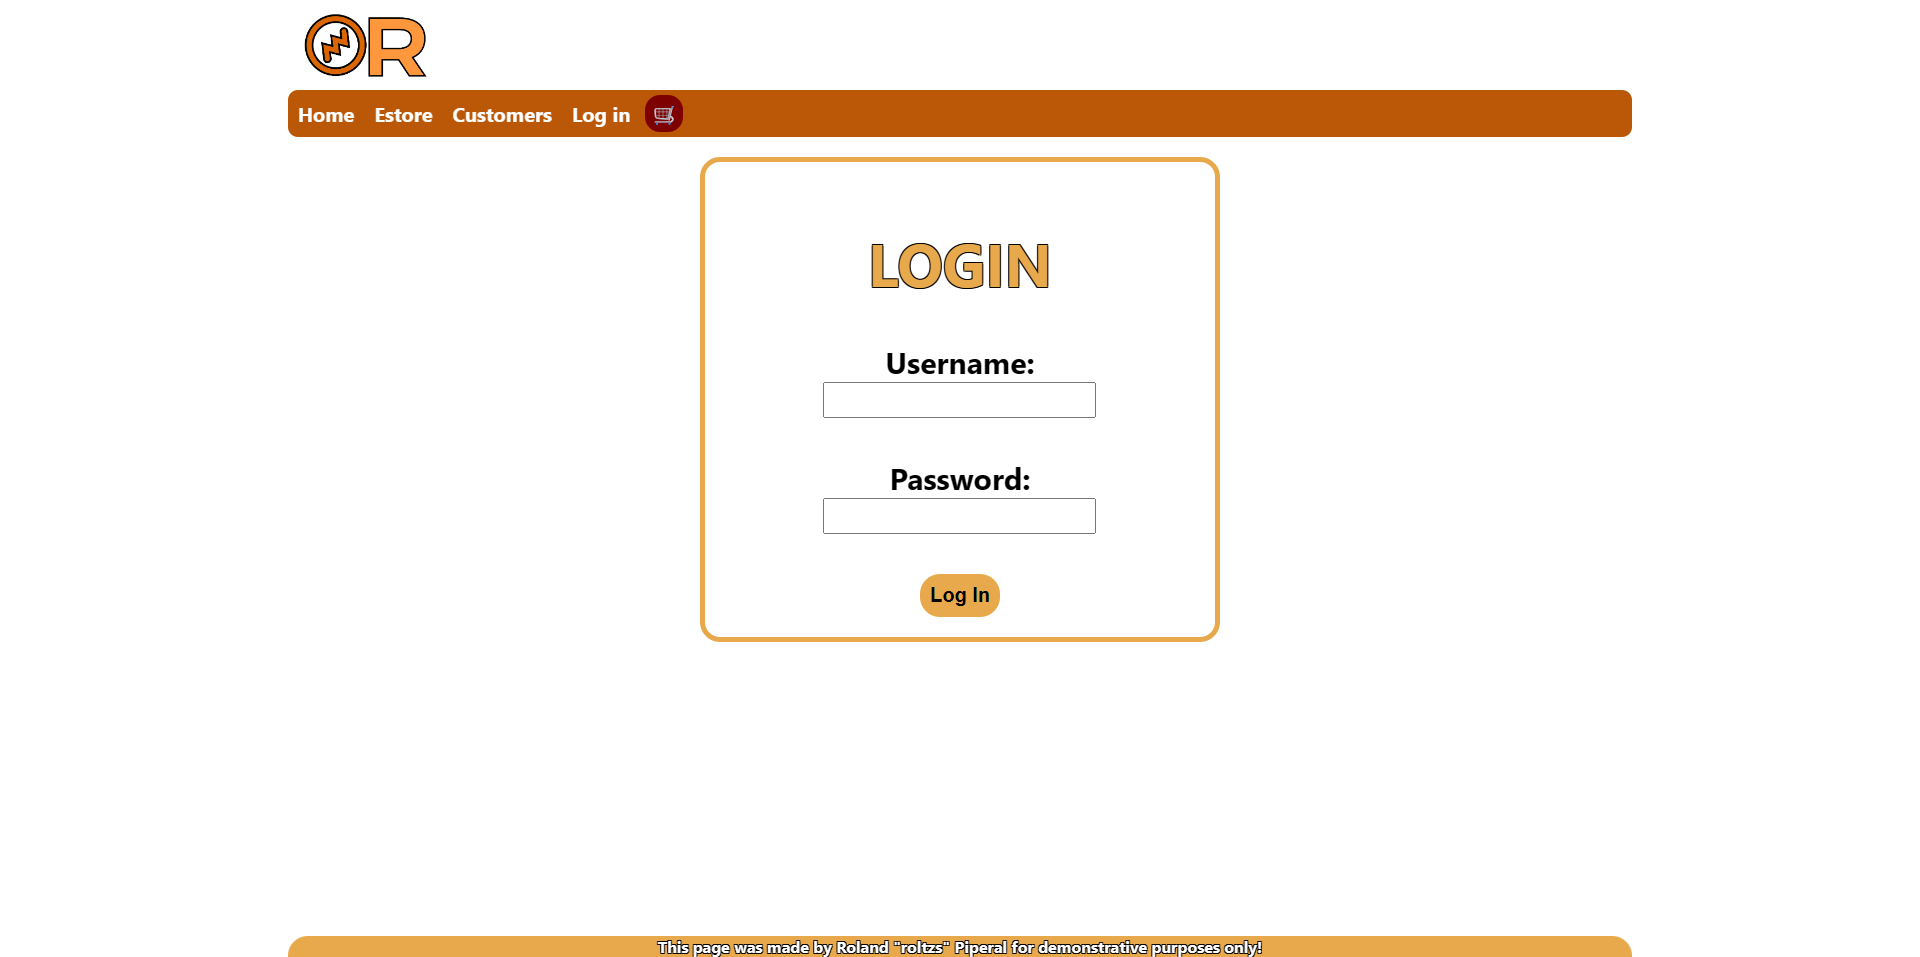 OR
Home Estore Customers Log in
LOGIN
Username:
Password:
Log In
This page was made by Roland "roltzs" Piperal for demonstrative purposes only!